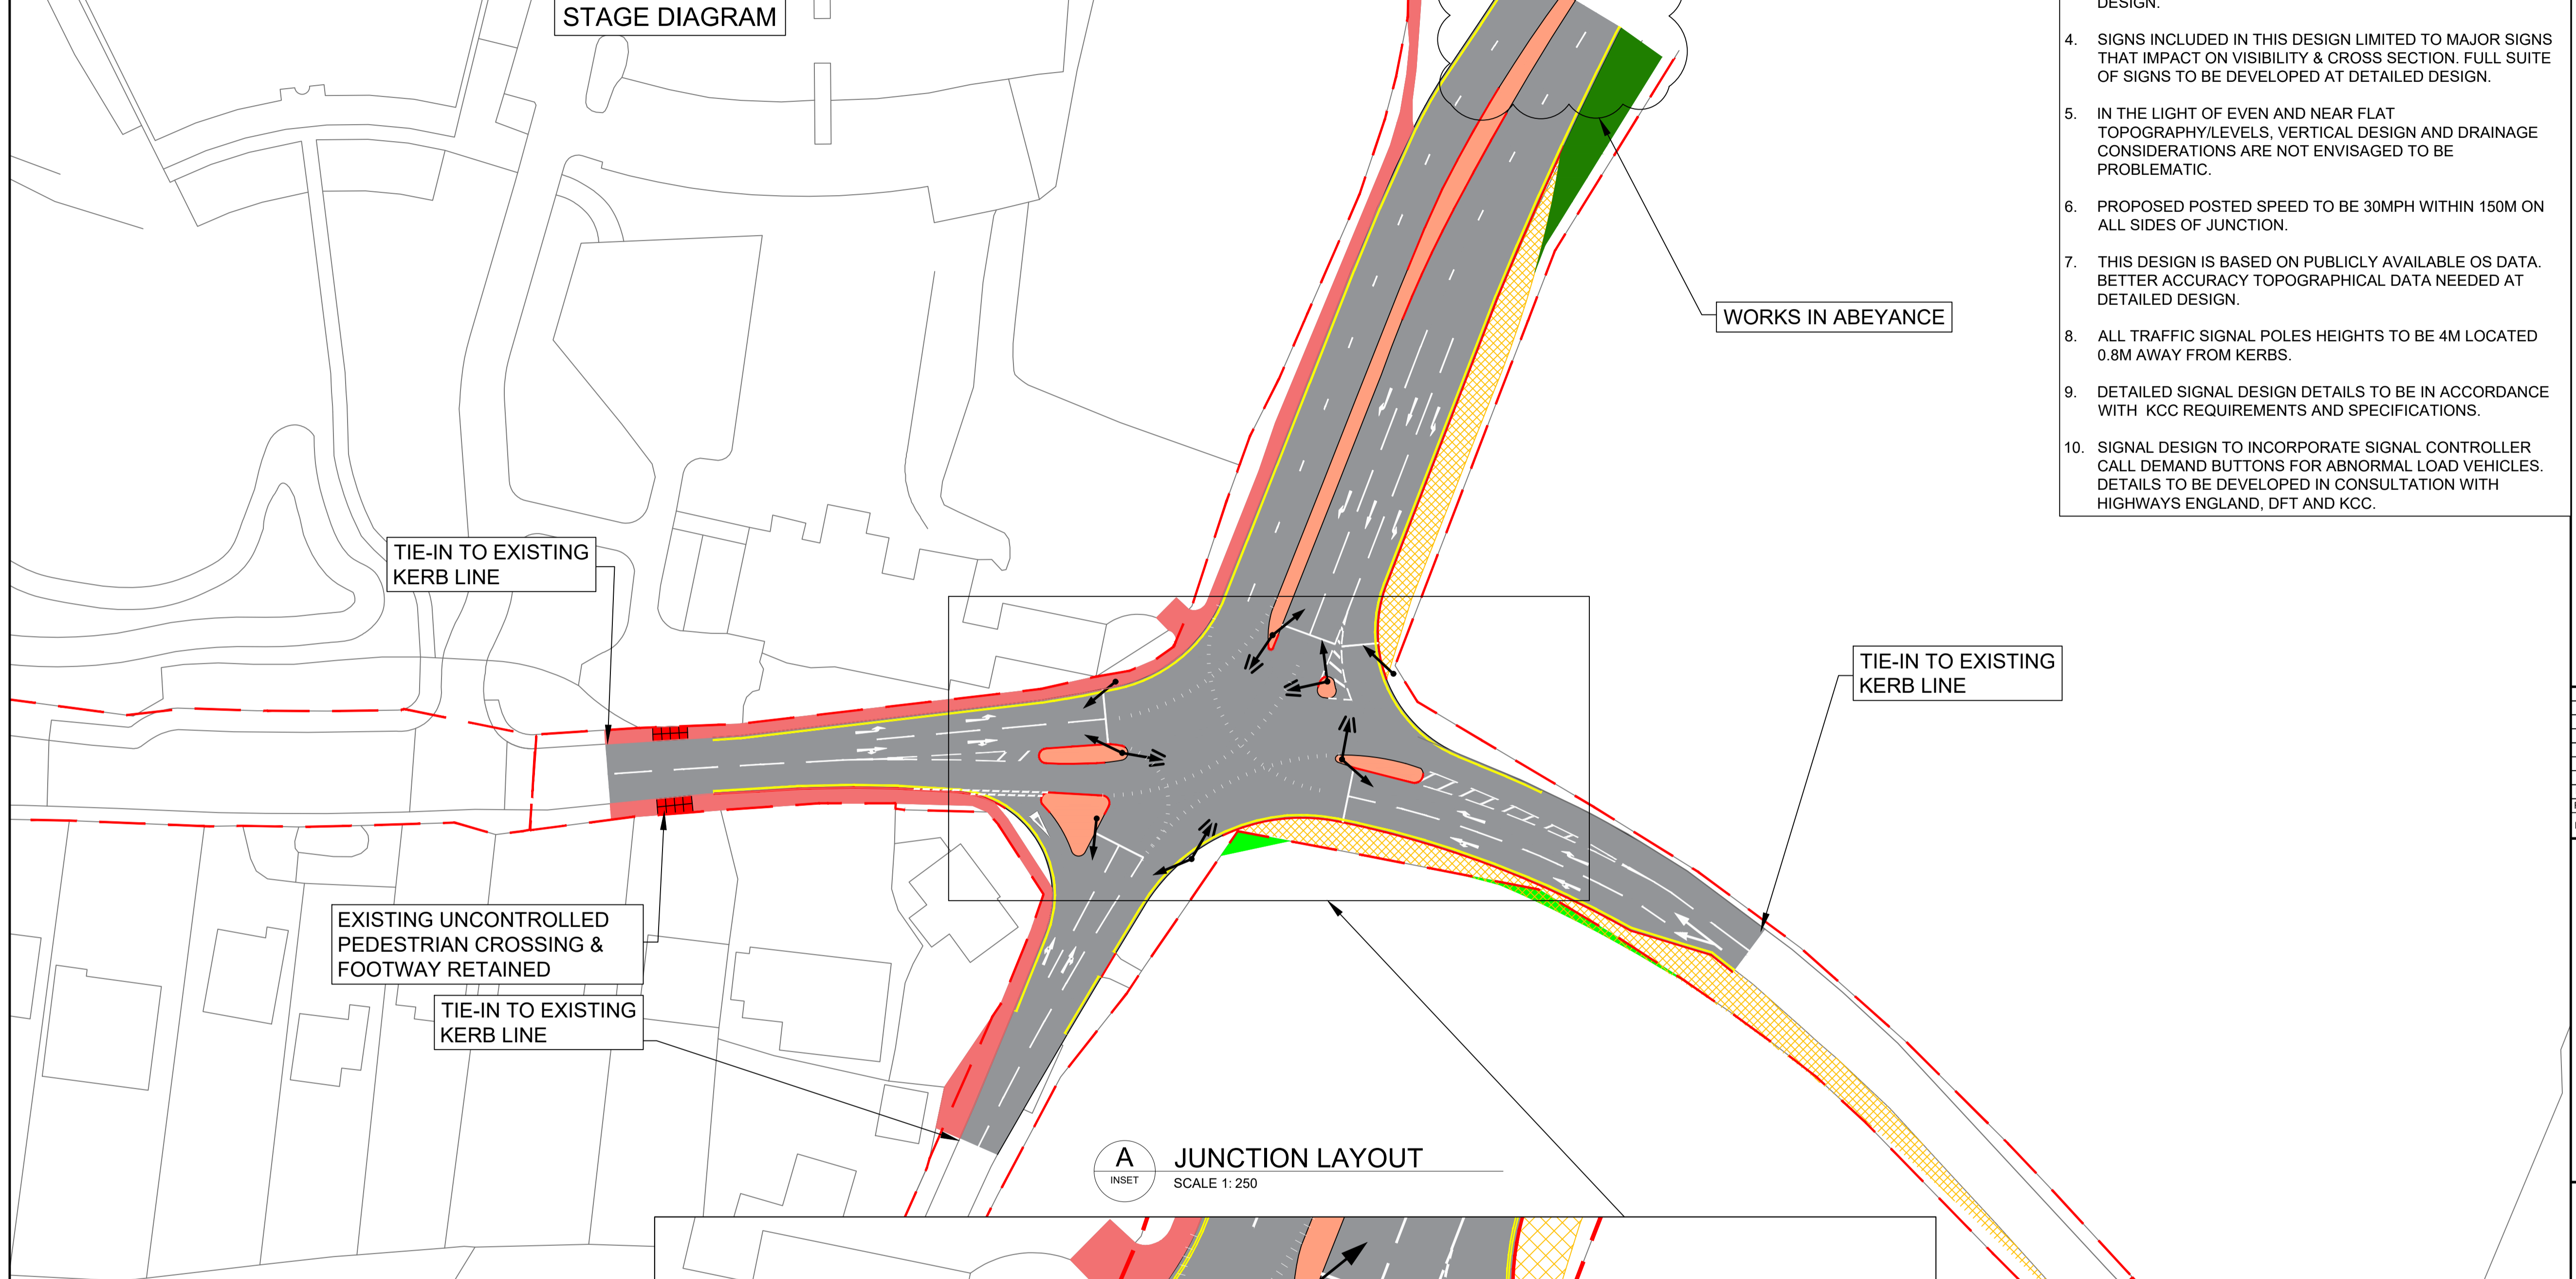 STAGE DIAGRAM
DESIGN.
4. SIGNS INCLUDED IN THIS DESIGN LIMITED TO MAJOR SIGNS
THAT IMPACT ON VISIBILITY & CROSS SECTION. FULL SUITE
OF SIGNS TO BE DEVELOPED AT DETAILED DESIGN.
5. IN THE LIGHT OF EVEN AND NEAR FLAT
TOPOGRAPHY/LEVELS, VERTICAL DESIGN AND DRAINAGE
CONSIDERATIONS ARE NOT ENVISAGED TO BE
PROBLEMATIC.
6. PROPOSED POSTED SPEED TO BE 30MPH WITHIN 150M ON
ALL SIDES OF JUNCTION.
7. THIS DESIGN IS BASED ON PUBLICLY AVAILABLE OS DATA.
BETTER ACCURACY TOPOGRAPHICAL DATA NEEDED AT
DETAILED DESIGN.
8. ALL TRAFFIC SIGNAL POLES HEIGHTS TO BE 4M LOCATED
0.8M AWAY FROM KERBS.
9. DETAILED SIGNAL DESIGN DETAILS TO BE IN ACCORDANCE
WITH KCC REQUIREMENTS AND SPECIFICATIONS.
10. SIGNAL DESIGN TO INCORPORATE SIGNAL CONTROLLER
CALL DEMAND BUTTONS FOR ABNORMAL LOAD VEHICLES.
DETAILS TO BE DEVELOPED IN CONSULTATION WITH
HIGHWAYS ENGLAND, DFT AND KCC.
WORKS IN ABEYANCE
TIE-IN TO EXISTING
KERB LINE
TIE-IN TO EXISTING
KERB LINE
EXISTING UNCONTROLLED
PEDESTRIAN CROSSING &
FOOTWAY RETAINED
TIE-IN TO EXISTING
KERB LINE
A
INSET
JUNCTION LAYOUT
SCALE 1: 250